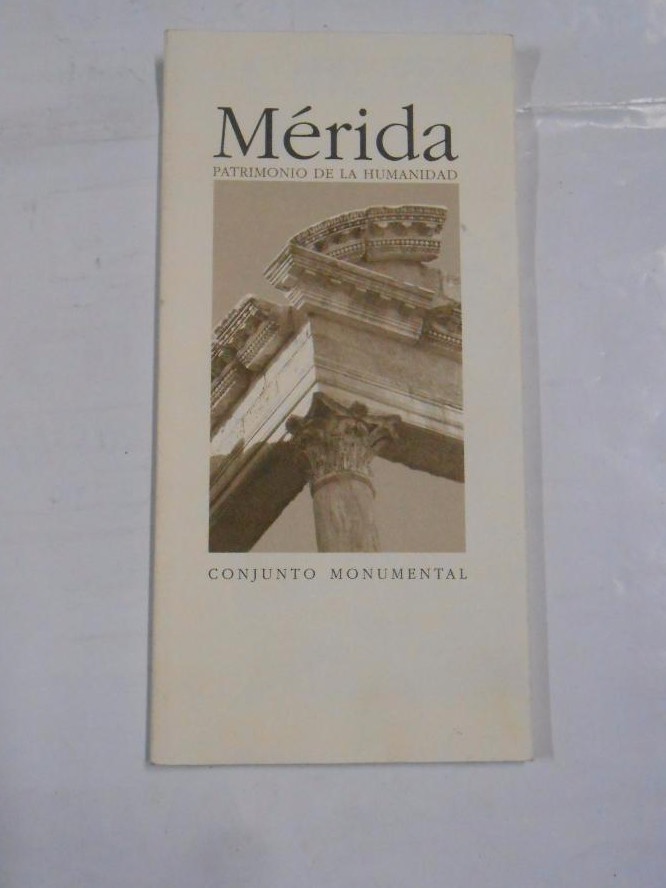 Mérida
PATRIMONIO DE LA HUMANIDAD
CONJUNTO MONUMENTAL